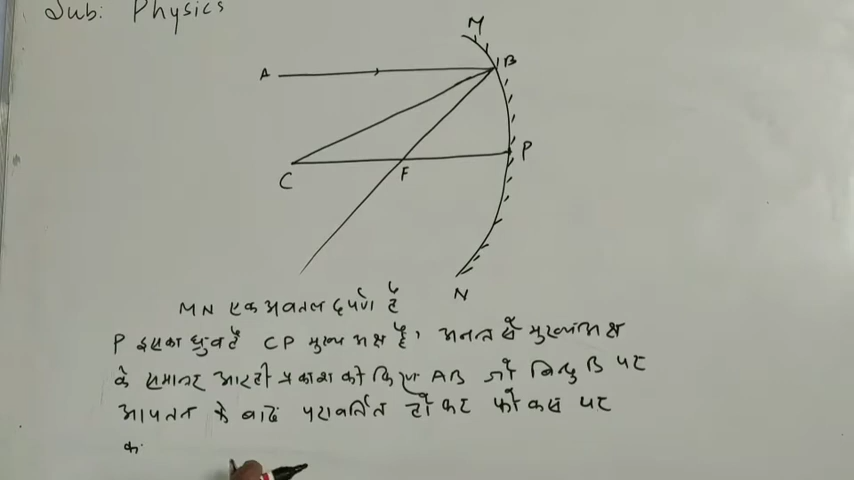 Sub: Physics
M
A
B
P
C
F
N
MN एक अवतल दर्पण है
P इसका ध्रुव है CP मुख्य अक्ष है, अनन्त से मुख्य अक्ष
के समान्तर आरही प्रकाश की किरण AB जो बिन्दु B पर
आपतन के बाद परावर्तित होकर फोकस पर
क